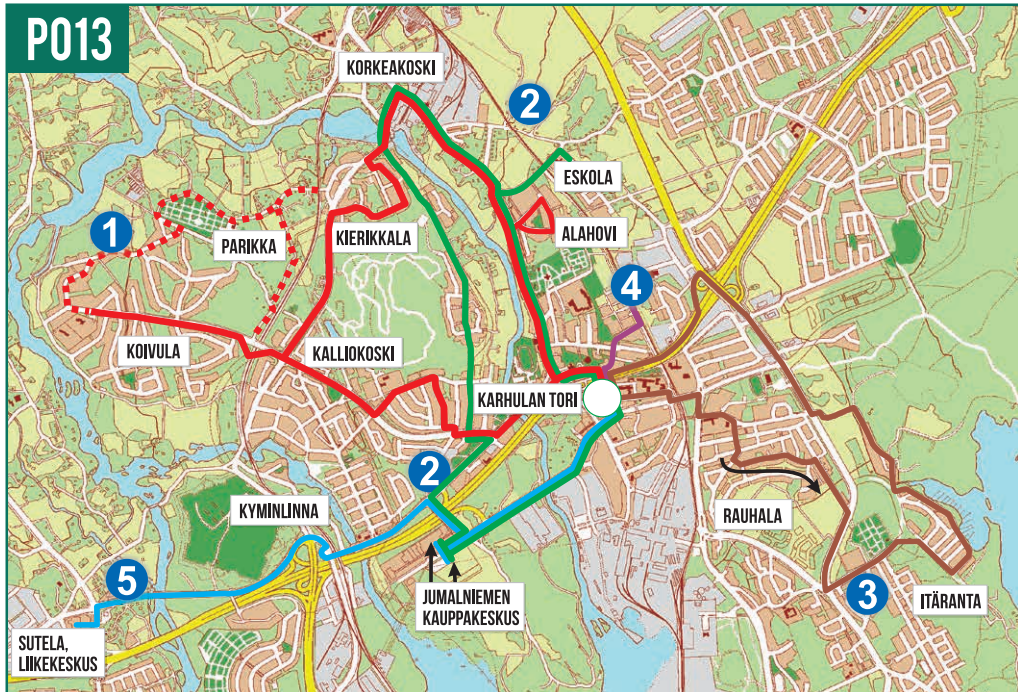 P013
KORKEAKOSKI
2
ESKOLA
1
PARIKKA
KIERIKKALA
ALAHOVI
4
KOIVULA
KALLIOKOSKI
KARHULAN TORI
2
KYMINLINNA
RAUHALA
5
JUMALNIEMEN
KAUPPAKESKUS
3
ITÄRANTA
SUTELA,
LIIKEKESKUS